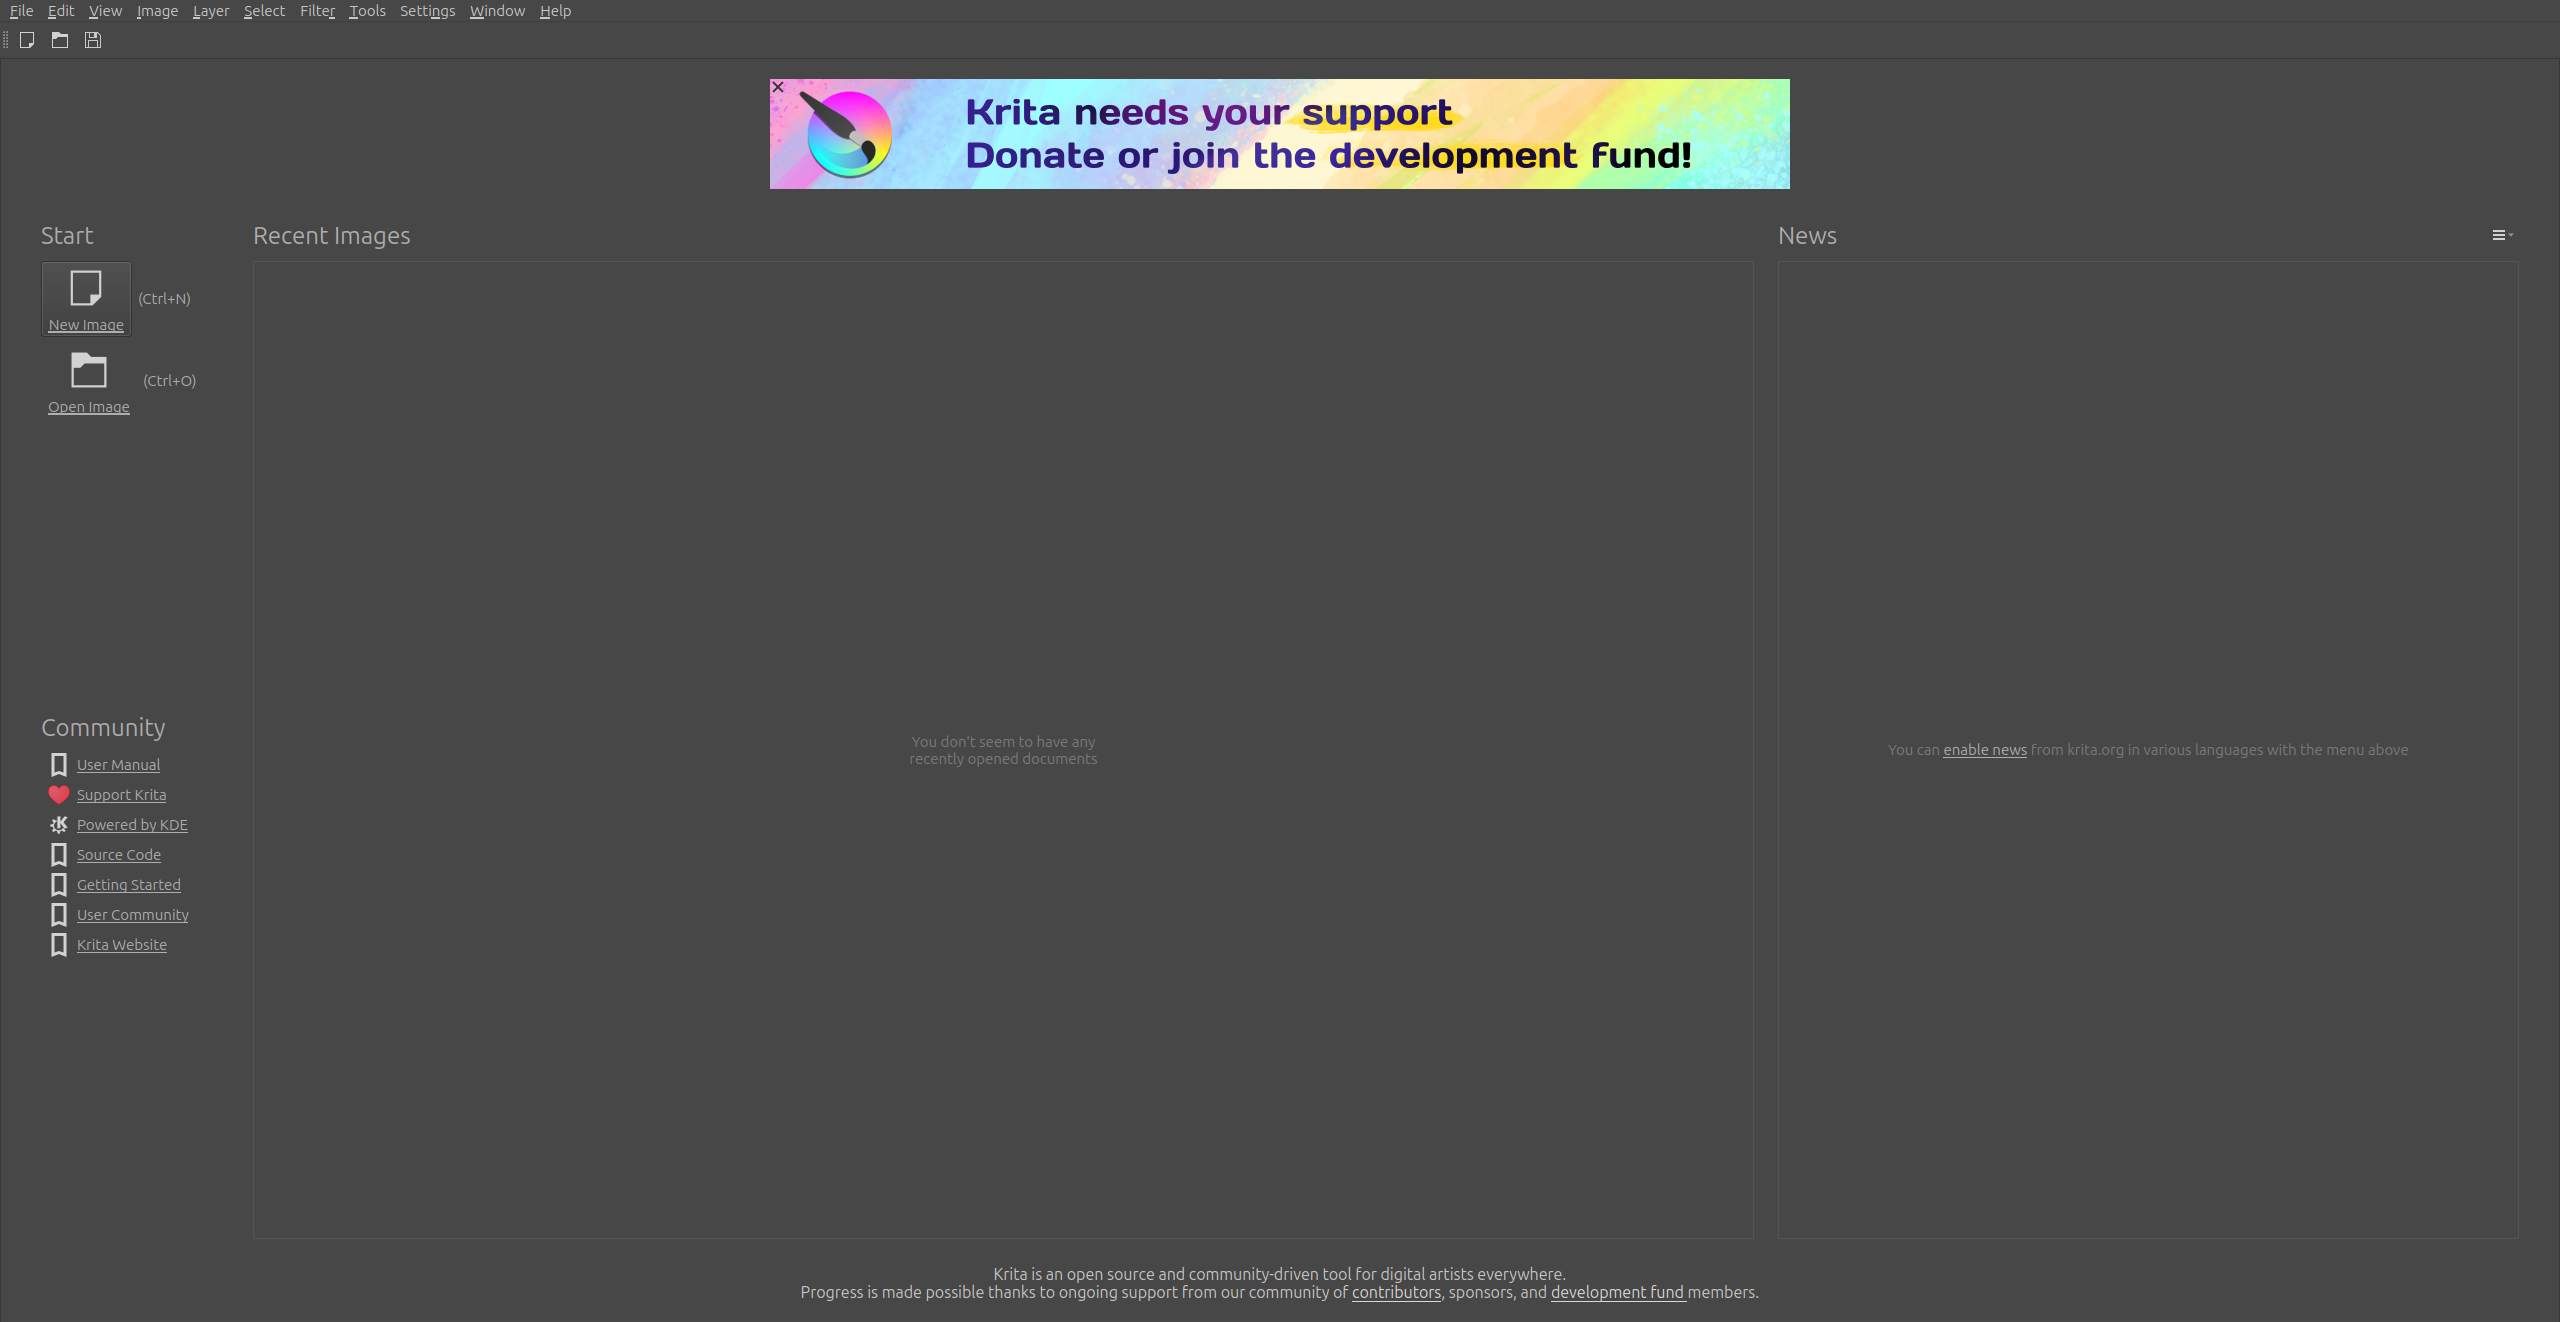 File Edit View Image Layer Select Filter Tools Settings Window Help
Krita needs your support
Donate or join the development fund!
Start
New Image
(Ctrl+N)
Open Image
(Ctrl+O)
Community
User Manual
Support Krita
Powered by KDE
Source Code
Getting Started
User Community
Krita Website
Recent Images
You don't seem to have any
recently opened documents
News
You can enable news from krita.org in various languages with the menu above
Krita is an open source and community-driven tool for digital artists everywhere.
Progress is made possible thanks to ongoing support from our community of contributors, sponsors, and development fund members.